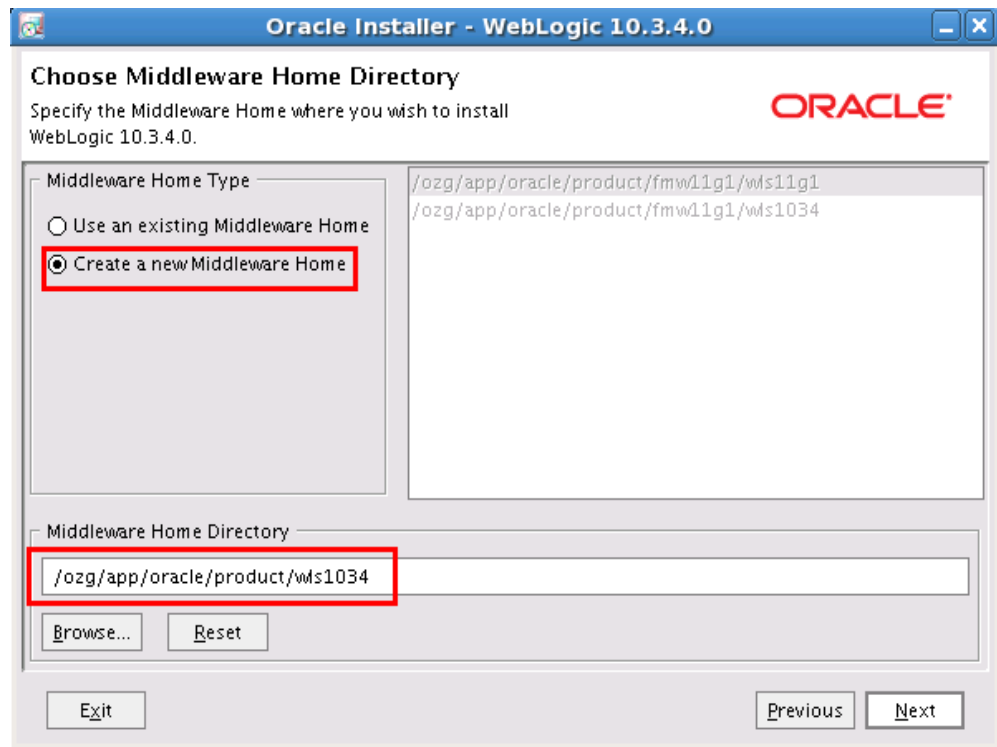 Oracle Installer - WebLogic 10.3.4.0
Choose Middleware Home Directory
Specify the Middleware Home where you wish to install
WebLogic 10.3.4.0.
ORACLE
Middleware Home Type
Use an existing Middleware Home
Create a new Middleware Home
/ozg/app/oracle/product/fmw11g1/wls11g1
/ozg/app/oracle/product/fmw11g1/wls1034
Middleware Home Directory
/ozg/app/oracle/product/wls1034
Browse...
Reset
Exit
Previous
Next